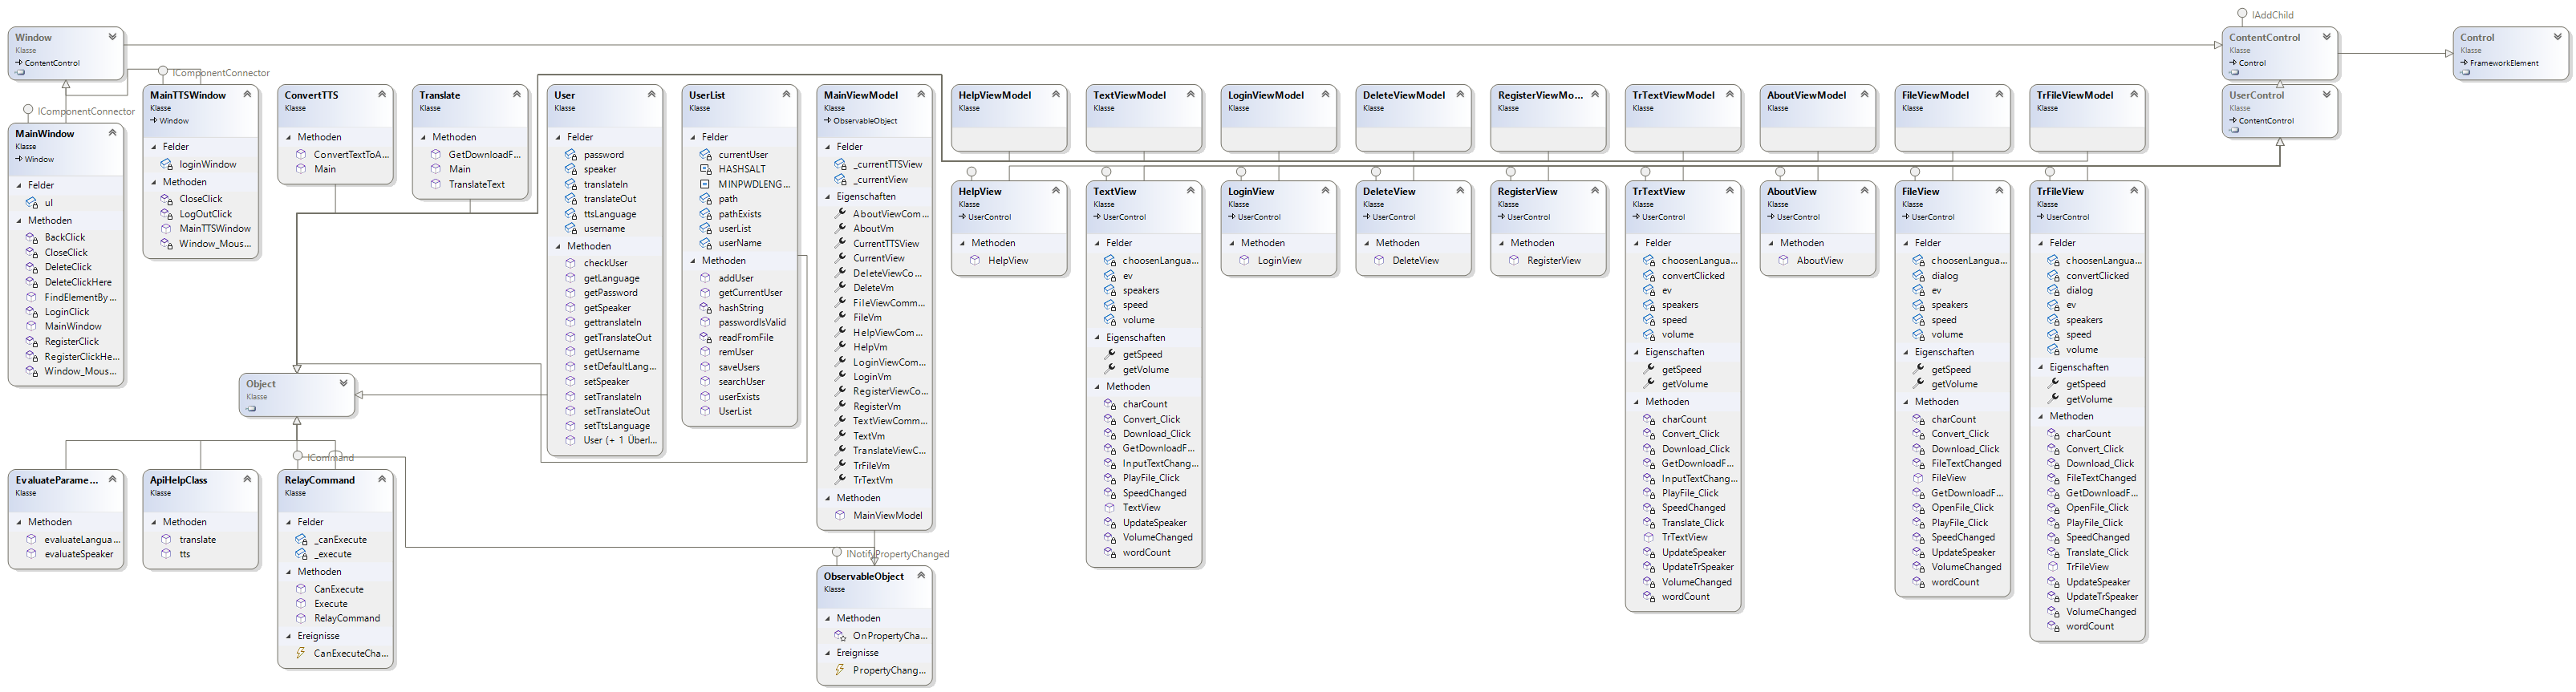 Window
Klasse
ContentControl
IComponentConnector
MainWindow
Klasse
Window
Felder
ul
Methoden
BackClick
CloseClick
DeleteClick
DeleteClickHere
FindElementBy...
LoginClick
MainWindow
RegisterClick
RegisterClickHe...
Window_Mous...
IComponentConnector
MainTTSWindow
Klasse
Window
Felder
loginWindow
Methoden
CloseClick
LogOutClick
MainTTSWindow
Window_Mous...
ConvertTTS
Klasse
Methoden
ConvertTextToA...
Main
Translate
Klasse
Methoden
GetDownloadF...
Main
TranslateText
User
Klasse
Felder
password
speaker
translateIn
translateOut
ttsLanguage
username
Methoden
checkUser
getLanguage
getPassword
getSpeaker
gettranslateIn
getTranslateOut
getUsername
setDefaultLang...
setSpeaker
setTranslateIn
setTranslateOut
setTtsLanguage
User (+ 1 Überl...
UserList
Klasse
Felder
currentUser
HASHSALT
MINPWDLENG...
path
pathExists
userList
userName
Methoden
addUser
getCurrentUser
hashString
passwordIsValid
readFromFile
remUser
saveUsers
searchUser
userExists
UserList
MainViewModel
Klasse
ObservableObject
Felder
_currentTTSView
_currentView
Eigenschaften
AboutViewCom...
AboutVm
CurrentTTSView
CurrentView
DeleteViewCo...
DeleteVm
FileViewComm...
FileVm
HelpViewCom...
HelpVm
LoginViewCom...
LoginVm
RegisterViewCo...
RegisterVm
TextViewComm...
TextVm
TranslateViewC...
TrFileVm
TrTextVm
Methoden
MainViewModel
INotifyPropertyChanged
ObservableObject
Klasse
Methoden
OnPropertyCha...
Ereignisse
PropertyChang...
Object
Klasse
EvaluateParame...
Klasse
Methoden
evaluateLangua...
evaluateSpeaker
ApiHelpClass
Klasse
Methoden
translate
tts
ICommand
RelayCommand
Klasse
Felder
_canExecute
_execute
Methoden
CanExecute
Execute
RelayCommand
Ereignisse
CanExecuteCha...
HelpViewModel
Klasse
TextViewModel
Klasse
LoginViewModel
Klasse
DeleteViewModel
Klasse
RegisterViewMo...
Klasse
TrTextViewModel
Klasse
AboutViewModel
Klasse
FileViewModel
Klasse
TrFileViewModel
Klasse
HelpView
Klasse
UserControl
Methoden
HelpView
TextView
Klasse
UserControl
Felder
choosenLangua...
ev
speakers
speed
volume
Eigenschaften
getSpeed
getVolume
Methoden
charCount
Convert_Click
Download_Click
GetDownloadF...
InputTextChang...
PlayFile_Click
SpeedChanged
TextView
UpdateSpeaker
VolumeChanged
wordCount
LoginView
Klasse
UserControl
Methoden
LoginView
DeleteView
Klasse
UserControl
Methoden
DeleteView
RegisterView
Klasse
UserControl
Methoden
RegisterView
TrTextView
Klasse
UserControl
Felder
choosenLangua...
convertClicked
ev
speakers
speed
volume
Eigenschaften
getSpeed
getVolume
Methoden
charCount
Convert_Click
Download_Click
GetDownloadF...
InputTextChang...
PlayFile_Click
SpeedChanged
Translate_Click
TrTextView
UpdateSpeaker
UpdateTrSpeaker
VolumeChanged
wordCount
AboutView
Klasse
UserControl
Methoden
AboutView
FileView
Klasse
UserControl
Felder
choosenLangua...
dialog
ev
speakers
speed
volume
Eigenschaften
getSpeed
getVolume
Methoden
charCount
Convert_Click
Download_Click
FileTextChanged
FileView
GetDownloadF...
OpenFile_Click
PlayFile_Click
SpeedChanged
UpdateSpeaker
VolumeChanged
wordCount
TrFileView
Klasse
UserControl
Felder
choosenLangua...
convertClicked
dialog
ev
speakers
speed
volume
Eigenschaften
getSpeed
getVolume
Methoden
charCount
Convert_Click
Download_Click
FileTextChanged
GetDownloadF...
OpenFile_Click
PlayFile_Click
SpeedChanged
Translate_Click
TrFileView
UpdateSpeaker
UpdateTrSpeaker
VolumeChanged
wordCount
IAddChild
ContentControl
Klasse
Control
UserControl
Klasse
ContentControl
Control
Klasse
FrameworkElement